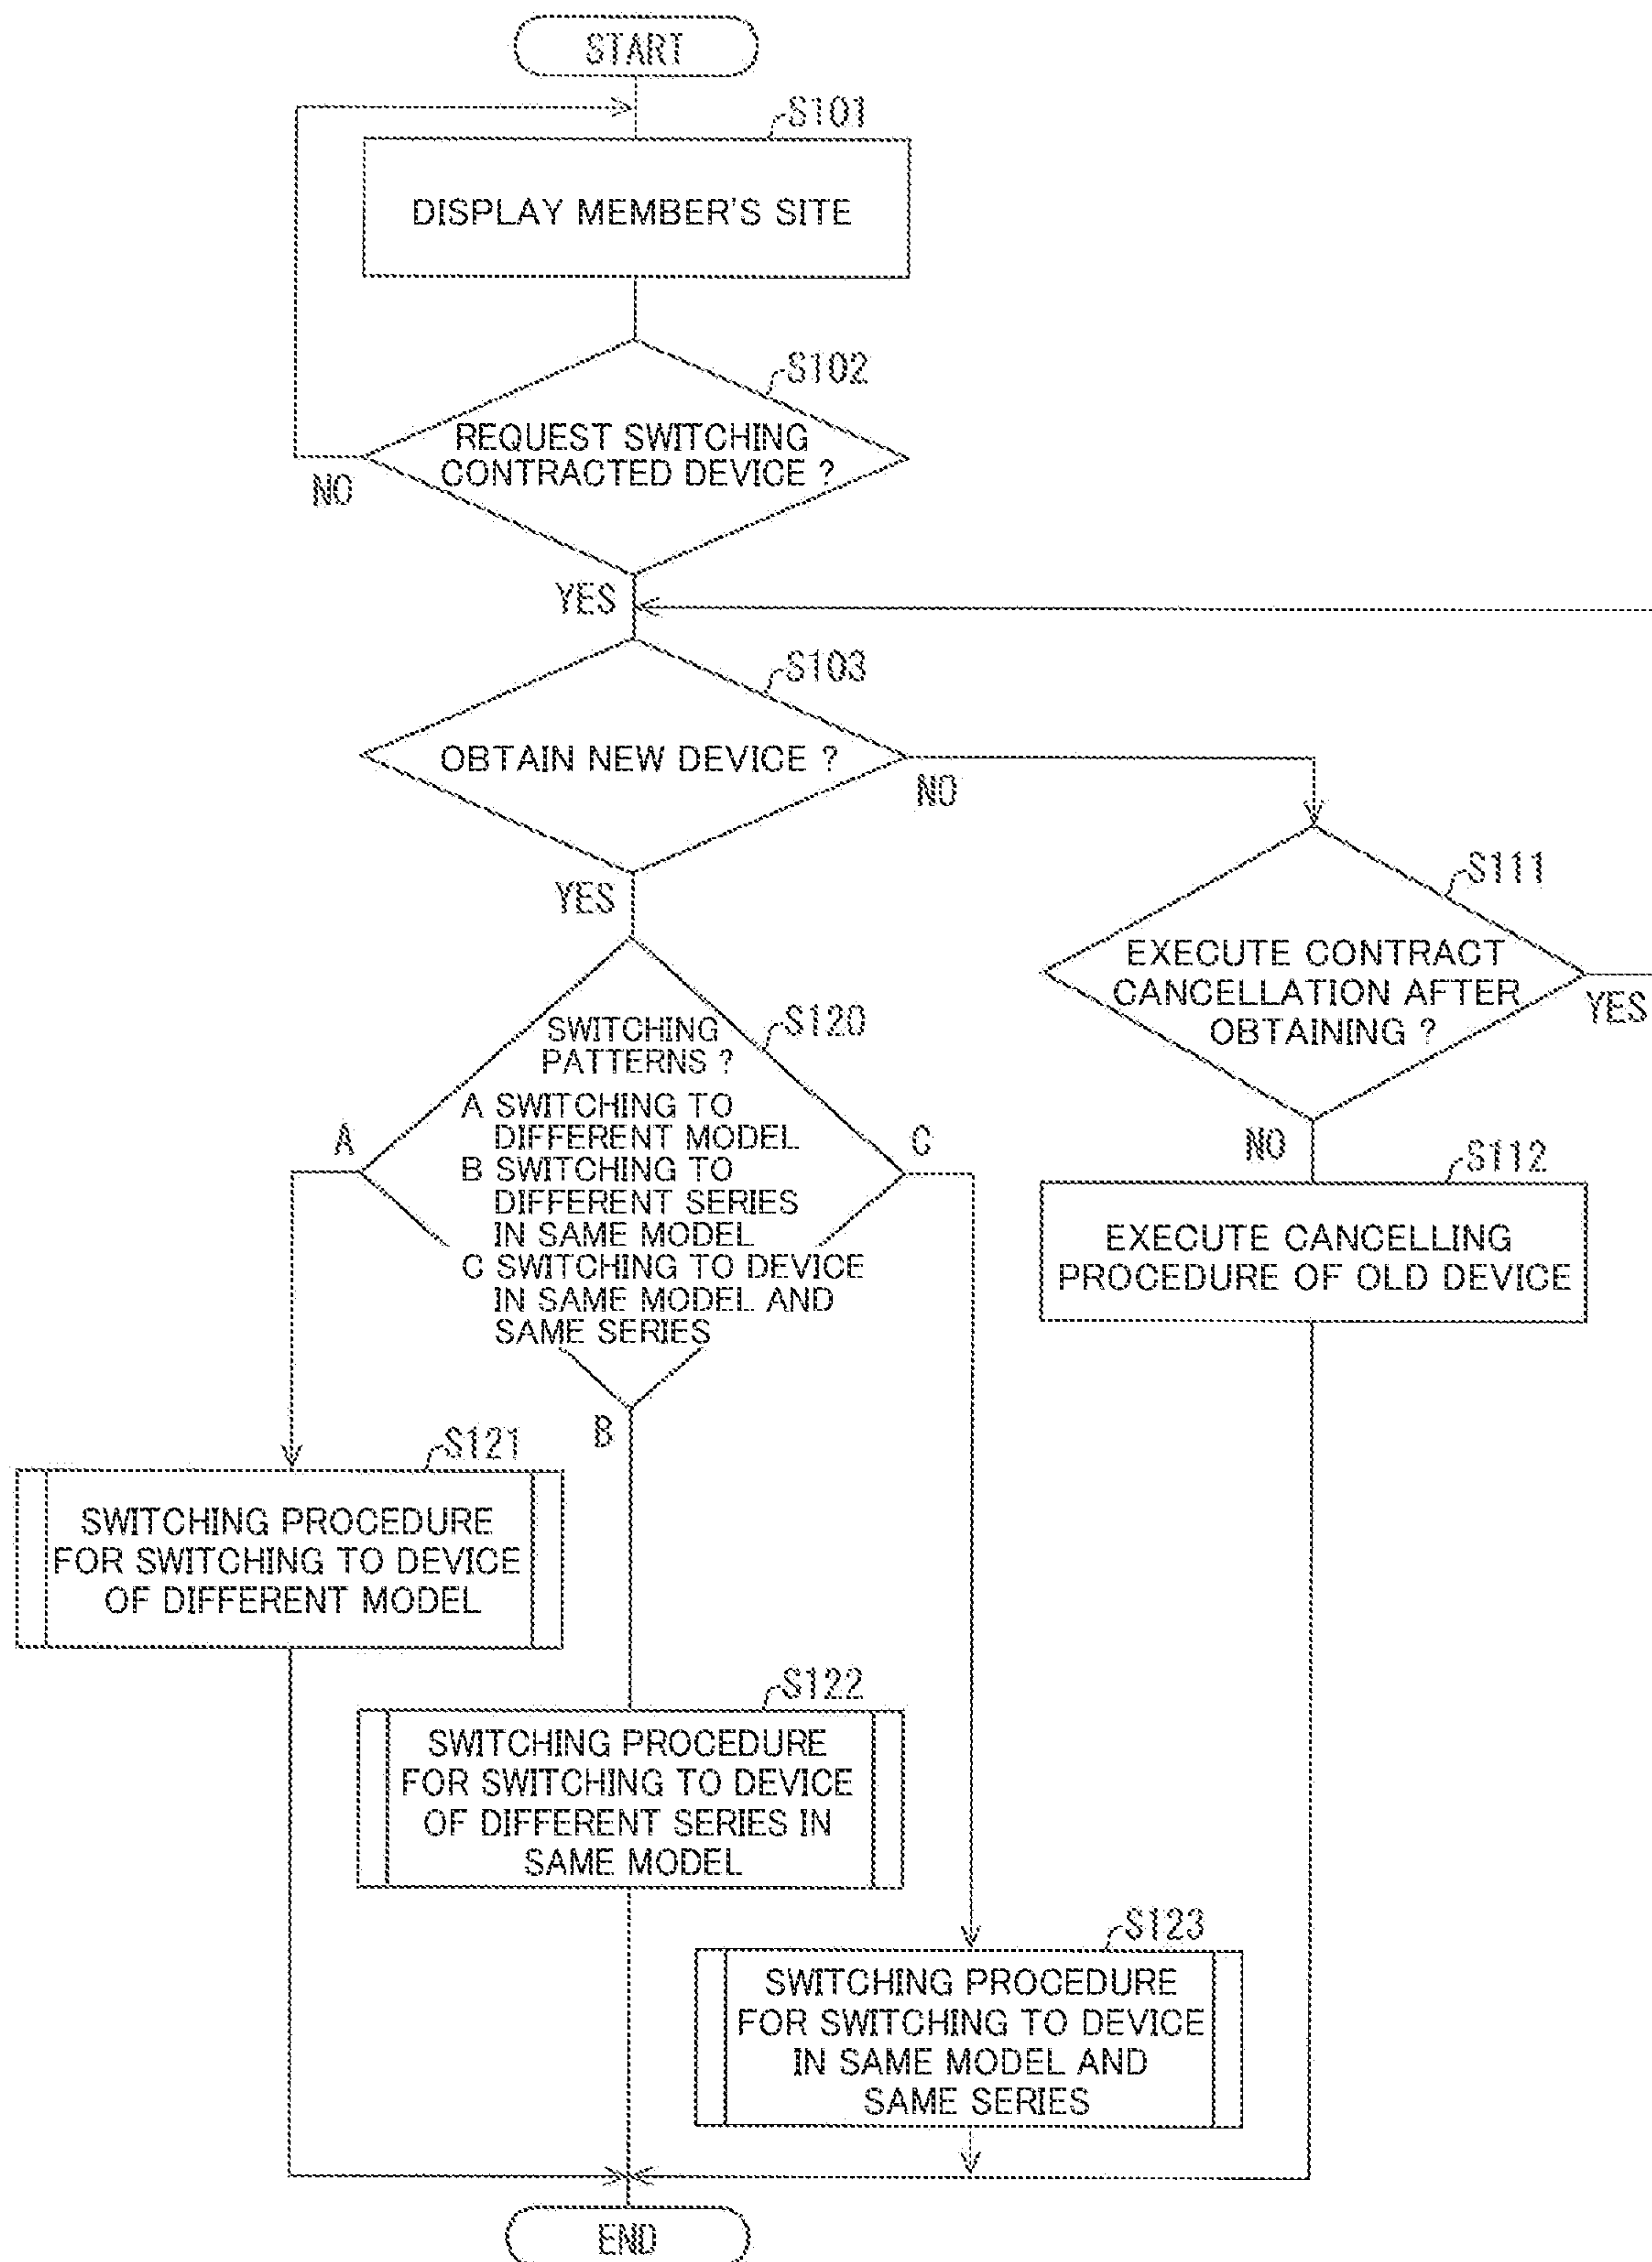 START
S101
DISPLAY MEMBER'S SITE
S102
REQUEST SWITCHING
CONTRACTED DEVICE ?
NO
YES
S103
OBTAIN NEW DEVICE ?
NO
YES
S111
EXECUTE CONTRACT
CANCELLATION AFTER
OBTAINING ?
YES
NO
S112
EXECUTE CANCELLING
PROCEDURE OF OLD DEVICE
S120
SWITCHING
PATTERNS ?
A SWITCHING TO
DIFFERENT MODEL
B SWITCHING TO
DIFFERENT SERIES
IN SAME MODEL
C SWITCHING TO DEVICE
IN SAME MODEL AND
SAME SERIES
A
C
B
S121
SWITCHING PROCEDURE
FOR SWITCHING TO DEVICE
OF DIFFERENT MODEL
S122
SWITCHING PROCEDURE
FOR SWITCHING TO DEVICE
OF DIFFERENT SERIES IN
SAME MODEL
S123
SWITCHING PROCEDURE
FOR SWITCHING TO DEVICE
IN SAME MODEL AND
SAME SERIES
END